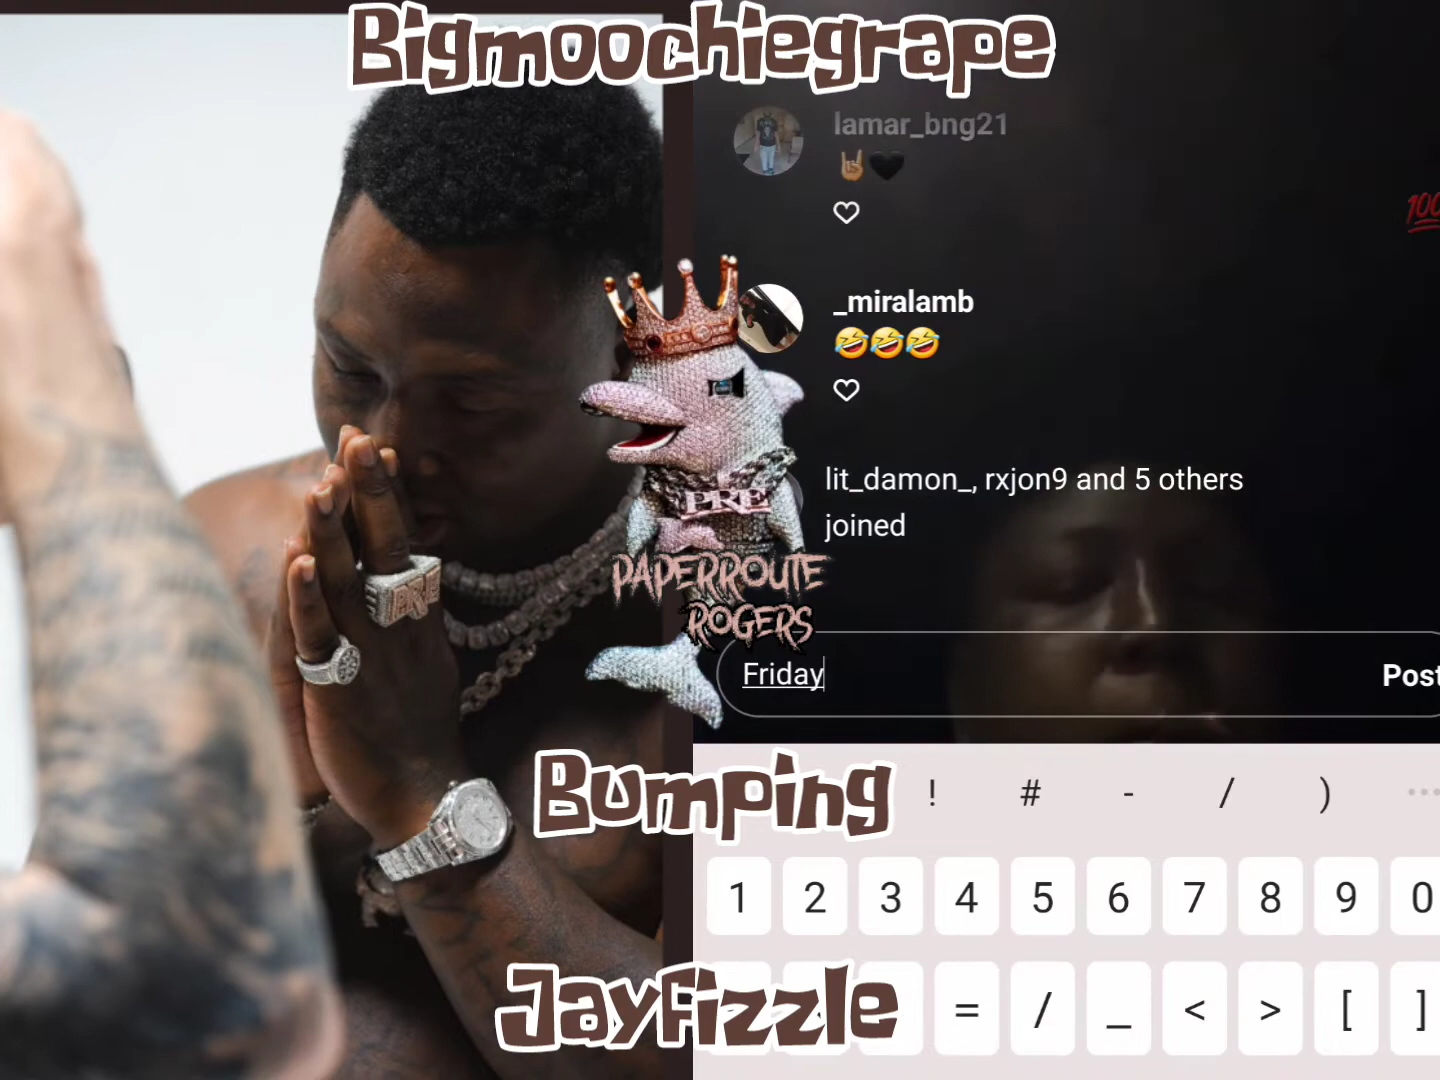 Bigmoochiegrape
lamar_bng21
🤘🏽🖤
💯
_miralamb
🤣🤣🤣
lit_damon_, rxjon9 and 5 others
joined
PRE
PRE
PAPERROUTE
ROGERS
Friday
Post
Bumping
! # - / )
1 2 3 4 5 6 7 8 9 0
JayFizzle
= / _ < > [ ]